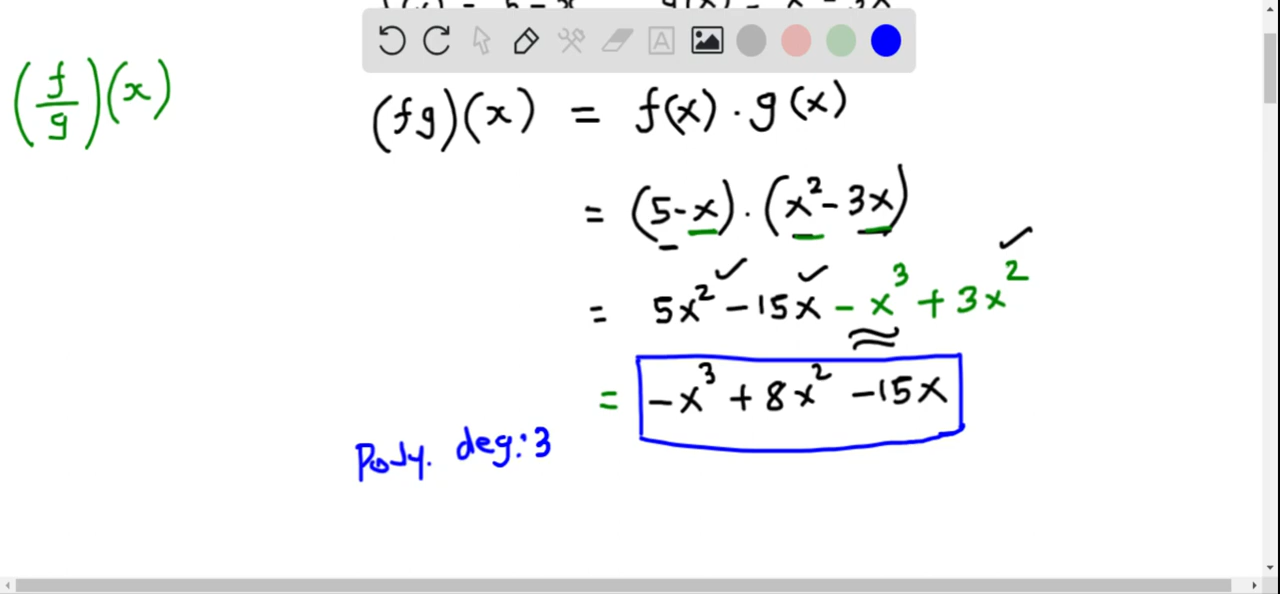 (f/g)(x)
(fg)(x) = f(x) · g(x)
= (5 - x) · (x² - 3x)
= 5x² - 15x - x³ + 3x²
= -x³ + 8x² - 15x
Poly. deg: 3